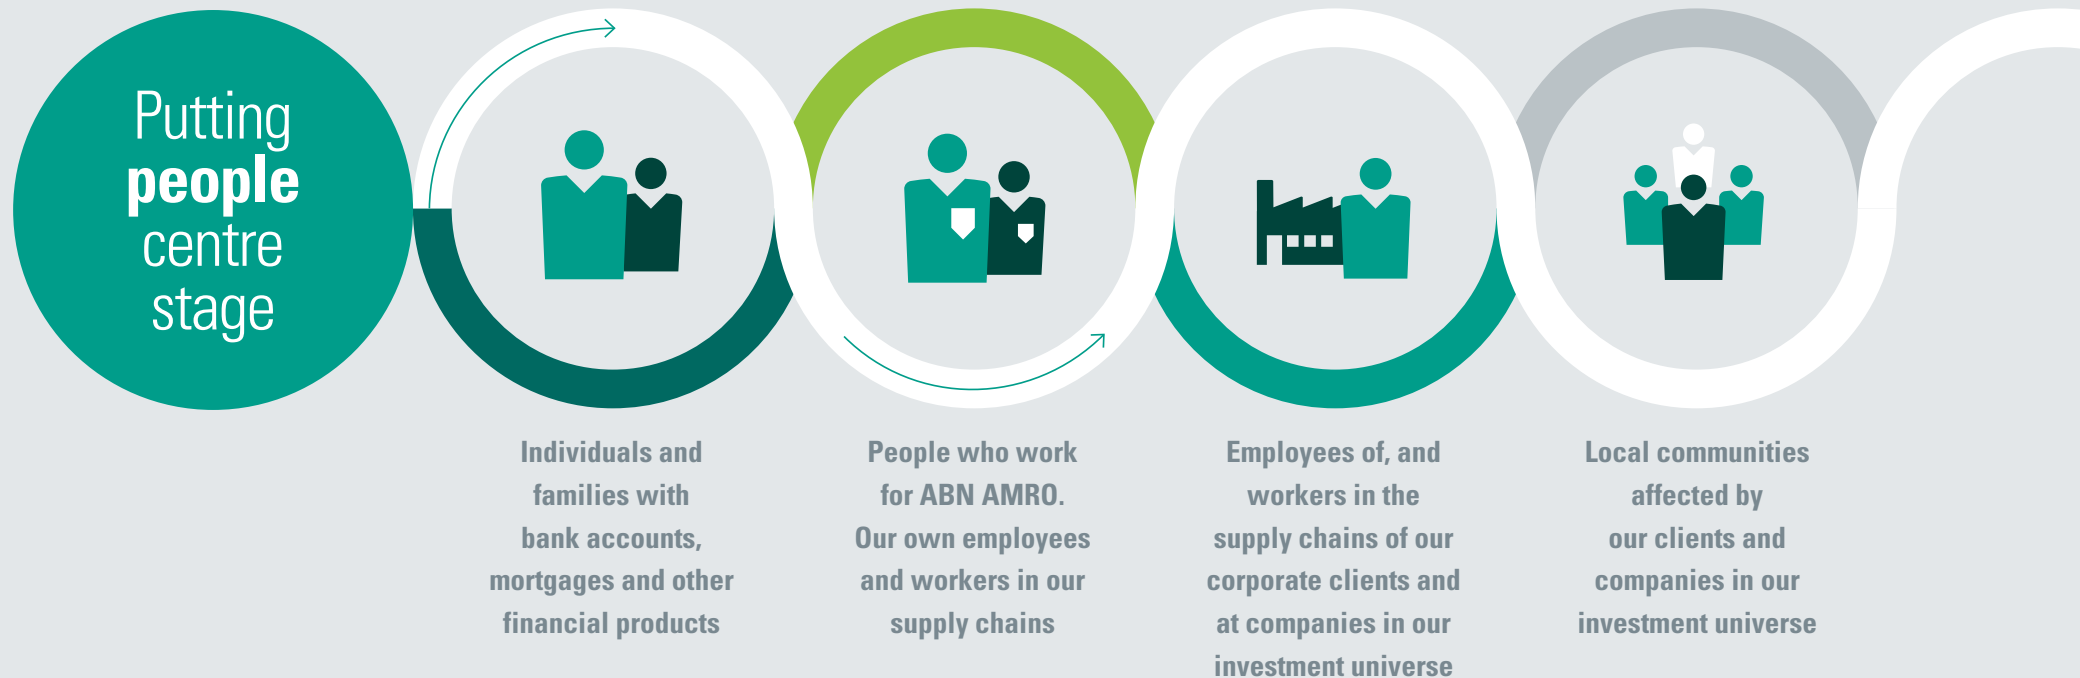 Putting
people
centre
stage
Individuals and
families with
bank accounts,
mortgages and other
financial products
People who work
for ABN AMRO.
Our own employees
and workers in our
supply chains
Employees of, and
workers in the
supply chains of our
corporate clients and
at companies in our
investment universe
Local communities
affected by
our clients and
companies in our
investment universe